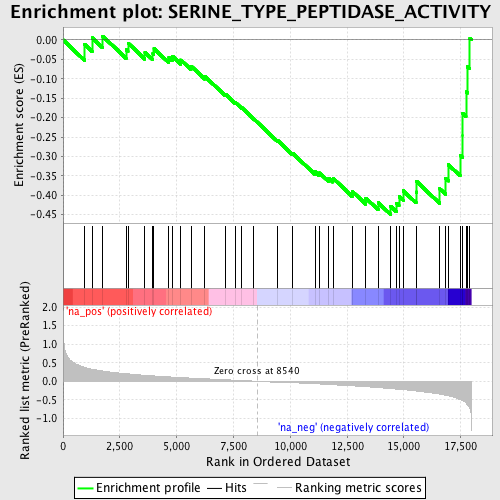 Enrichment plot: SERINE_TYPE_PEPTIDASE_ACTIVITY
Enrichment score (ES)
0.00
-0.05
-0.10
-0.15
-0.20
-0.25
-0.30
-0.35
-0.40
-0.45
'na_pos' (positively correlated)
Ranked list metric (PreRanked)
2.0
1.5
1.0
0.5
0.0
-0.5
-1.0
Zero cross at 8540
'na_neg' (negatively correlated)
0 2,500 5,000 7,500 10,000 12,500 15,000 17,500
Rank in Ordered Dataset
Enrichment profile Hits Ranking metric scores